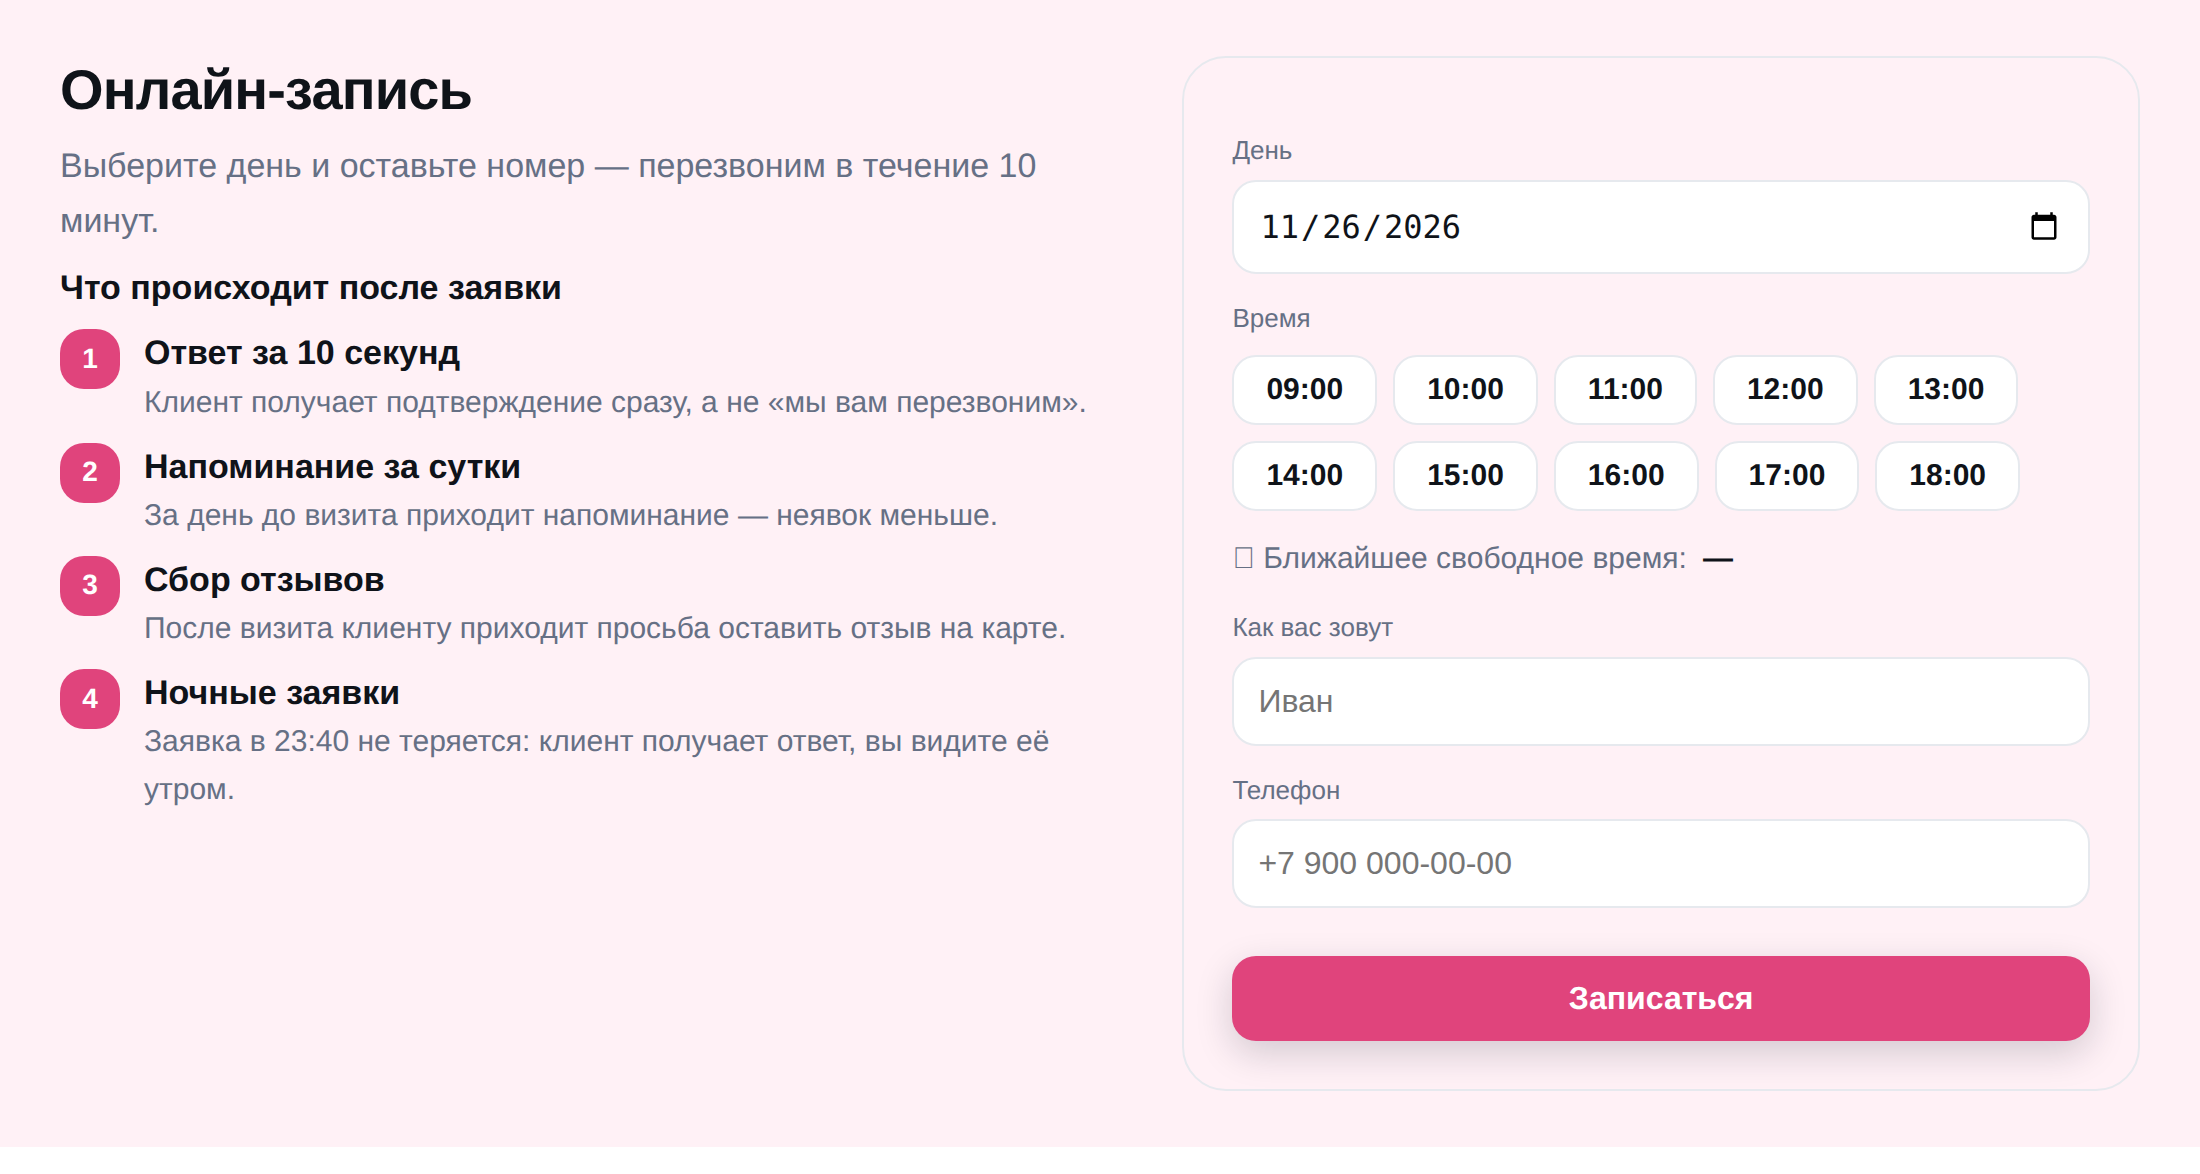 Онлайн-запись
Выберите день и оставьте номер — перезвоним в течение 10
минут.
Что происходит после заявки
1
Ответ за 10 секунд
Клиент получает подтверждение сразу, а не «мы вам перезвоним».
2
Напоминание за сутки
За день до визита приходит напоминание — неявок меньше.
3
Сбор отзывов
После визита клиенту приходит просьба оставить отзыв на карте.
4
Ночные заявки
Заявка в 23:40 не теряется: клиент получает ответ, вы видите её
утром.
День
11/26/2026
Время
09:00 10:00 11:00 12:00 13:00
14:00 15:00 16:00 17:00 18:00
Ближайшее свободное время: —
Как вас зовут
Иван
Телефон
+7 900 000-00-00
Записаться